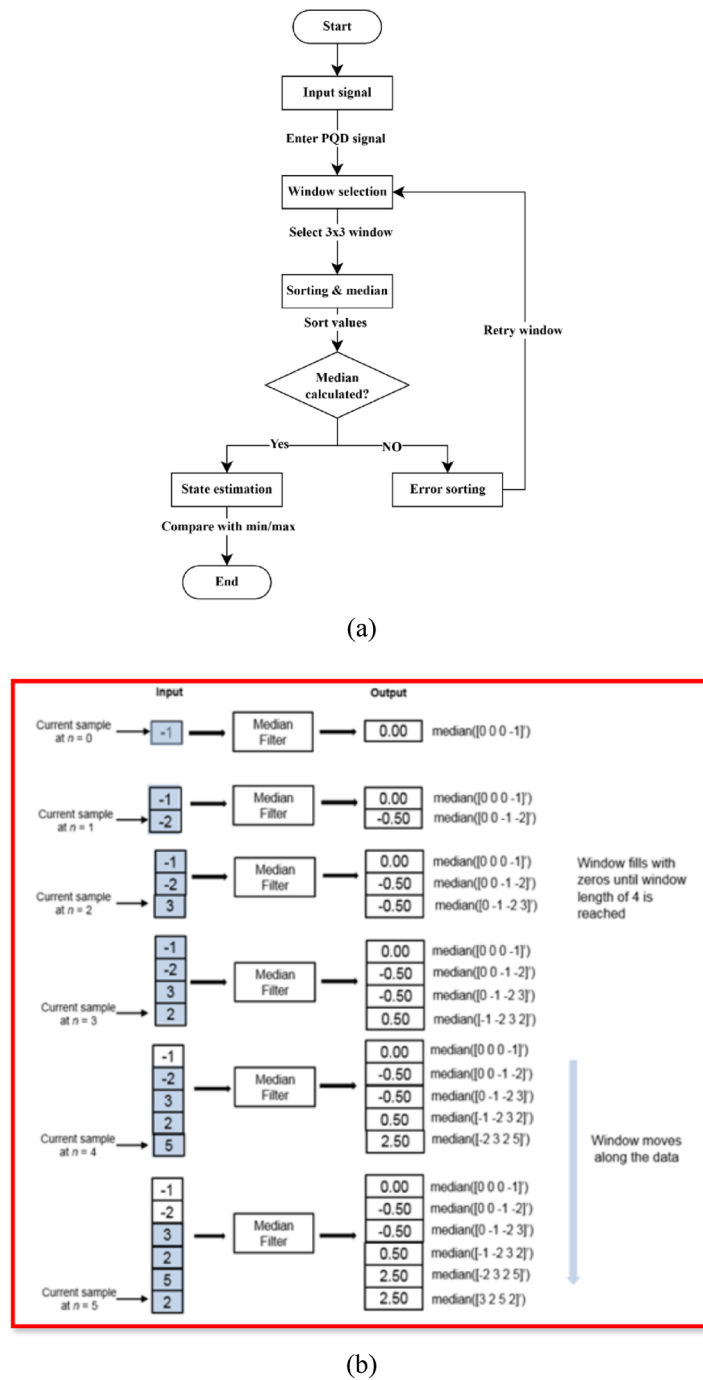 Start
Input signal
Enter PQD signal
Window selection
Select 3x3 window
Sorting & median
Sort values
Retry window
Median
calculated?
Yes
NO
State estimation
Error sorting
Compare with min/max
End
(a)
Input
Output
Current sample
at n = 0
-1
Median
Filter
0.00
median([0 0 0 -1]')
Current sample
at n = 1
-1
-2
Median
Filter
0.00
-0.50
median([0 0 0 -1]')
median([0 0 -1 -2]')
Current sample
at n = 2
-1
-2
3
Median
Filter
0.00
-0.50
-0.50
median([0 0 0 -1]')
median([0 0 -1 -2]')
median([0 -1 -2 3]')
Window fills with
zeros until window
length of 4 is
reached
Current sample
at n = 3
-1
-2
3
2
Median
Filter
0.00
-0.50
-0.50
0.50
median([0 0 0 -1]')
median([0 0 -1 -2]')
median([0 -1 -2 3]')
median([-1 -2 3 2]')
Current sample
at n = 4
-1
-2
3
2
5
Median
Filter
0.00
-0.50
-0.50
0.50
2.50
median([0 0 0 -1]')
median([0 0 -1 -2]')
median([0 -1 -2 3]')
median([-1 -2 3 2]')
median([-2 3 2 5]')
Window moves
along the data
Current sample
at n = 5
-1
-2
3
2
5
2
Median
Filter
0.00
-0.50
-0.50
0.50
2.50
2.50
median([0 0 0 -1]')
median([0 0 -1 -2]')
median([0 -1 -2 3]')
median([-1 -2 3 2]')
median([-2 3 2 5]')
median([3 2 5 2]')
(b)